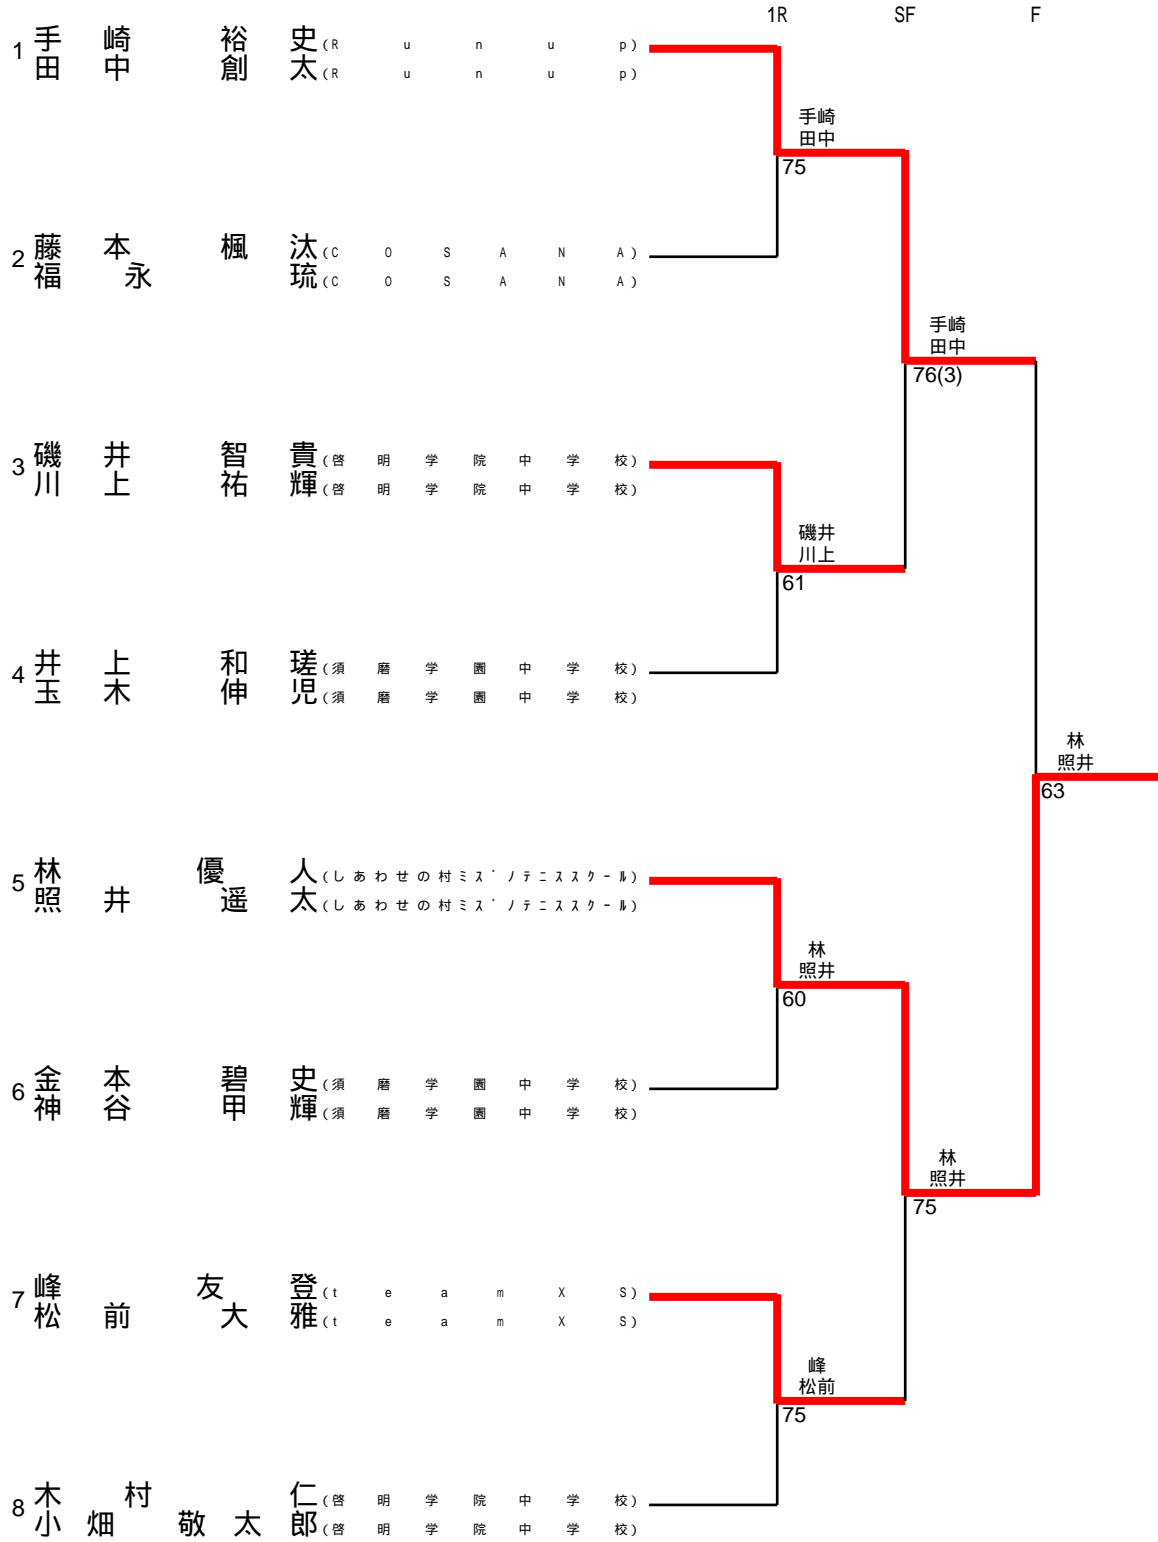 1R SF F
1 手崎 裕史 (Run up)
田中 創太 (Run up)
手崎
田中
75
2 藤本 楓汰 (COSANA)
福永 琉 (COSANA)
手崎
田中
76(3)
3 磯井 智貴 (啓明学院中学校)
川上 祐輝 (啓明学院中学校)
磯井
川上
61
4 井上 和瑳 (須磨学園中学校)
玉木 伸児 (須磨学園中学校)
林
照井
63
5 林 優人 (しあわせの村ミズノテニススクール)
照井 遥太 (しあわせの村ミズノテニススクール)
林
照井
60
6 金本 碧史 (須磨学園中学校)
神谷 甲輝 (須磨学園中学校)
林
照井
75
7 峰 友登 (team XS)
松前 大雅 (team XS)
峰
松前
75
8 木村 仁 (啓明学院中学校)
小畑 敬太郎 (啓明学院中学校)